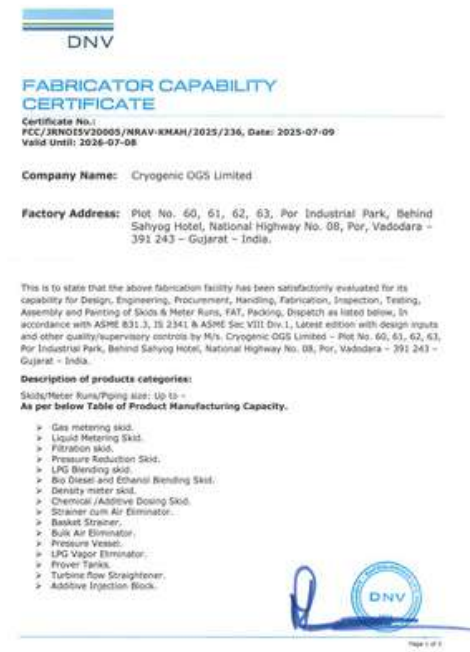 DNV
FABRICATOR CAPABILITY
CERTIFICATE
Certificate No.:
FCC/JRNOISV20005/NRAV-KMAH/2025/236, Date: 2025-07-09
Valid Until: 2026-07-08
Company Name: Cryogenic OGS Limited
Factory Address: Plot No. 60, 61, 62, 63, Por Industrial Park, Behind
Sahyog Hotel, National Highway No. 08, Por, Vadodara –
391 243 – Gujarat – India.
This is to state that the above fabrication facility has been satisfactorily evaluated for its
capability for Design, Engineering, Procurement, Handling, Fabrication, Inspection, Testing,
Assembly and Painting of Skids & Meter Runs, FAT, Packing, Dispatch as listed below, In
accordance with ASME B31.3, IS 2341 & ASME Sec VIII Div.1, Latest edition with design inputs
and other quality/supervisory controls by M/s. Cryogenic OGS Limited – Plot No. 60, 61, 62, 63,
Por Industrial Park, Behind Sahyog Hotel, National Highway No. 08, Por, Vadodara – 391 243 –
Gujarat – India.
Description of products categories:
Skids/Meter Runs/Piping size: Up to –
As per below Table of Product Manufacturing Capacity.
➢ Gas metering skid.
➢ Liquid Metering Skid.
➢ Filtration skid.
➢ Pressure Reduction Skid.
➢ LPG Blending skid.
➢ Bio Diesel and Ethanol Blending Skid.
➢ Density meter skid.
➢ Chemical /Additive Dosing Skid.
➢ Strainer cum Air Eliminator.
➢ Basket Strainer.
➢ Bulk Air Eliminator.
➢ Pressure Vessel.
➢ LPG Vapor Eliminator.
➢ Prover Tanks.
➢ Turbine flow Straightener.
➢ Additive Injection Block.
DNV
Page 1 of 3